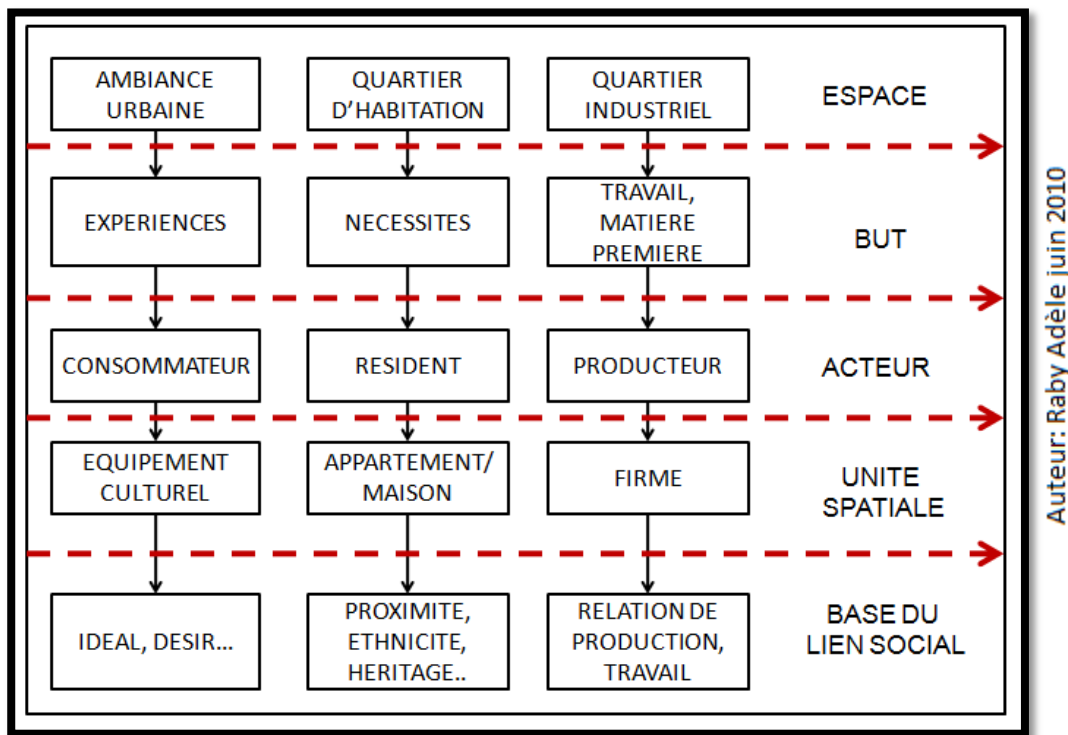 AMBIANCE
URBAINE
QUARTIER
D'HABITATION
QUARTIER
INDUSTRIEL
ESPACE
EXPERIENCES
NECESSITES
TRAVAIL,
MATIERE
PREMIERE
BUT
CONSOMMATEUR
RESIDENT
PRODUCTEUR
ACTEUR
EQUIPEMENT
CULTUREL
APPARTEMENT/
MAISON
FIRME
UNITE
SPATIALE
IDEAL, DESIR...
PROXIMITE,
ETHNICITE,
HERITAGE..
RELATION DE
PRODUCTION,
TRAVAIL
BASE DU
LIEN SOCIAL
Auteur: Raby Adèle juin 2010